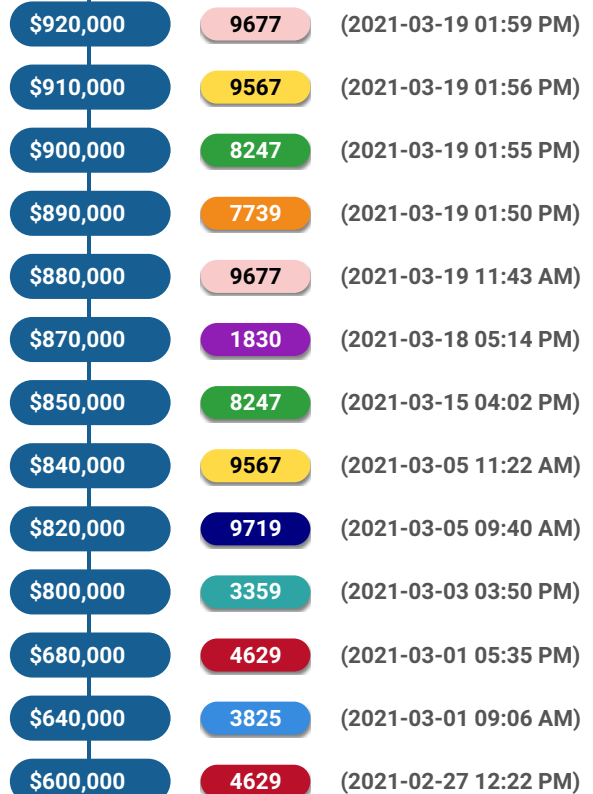 $920,000 9677 (2021-03-19 01:59 PM)
$910,000 9567 (2021-03-19 01:56 PM)
$900,000 8247 (2021-03-19 01:55 PM)
$890,000 7739 (2021-03-19 01:50 PM)
$880,000 9677 (2021-03-19 11:43 AM)
$870,000 1830 (2021-03-18 05:14 PM)
$850,000 8247 (2021-03-15 04:02 PM)
$840,000 9567 (2021-03-05 11:22 AM)
$820,000 9719 (2021-03-05 09:40 AM)
$800,000 3359 (2021-03-03 03:50 PM)
$680,000 4629 (2021-03-01 05:35 PM)
$640,000 3825 (2021-03-01 09:06 AM)
$600,000 4629 (2021-02-27 12:22 PM)